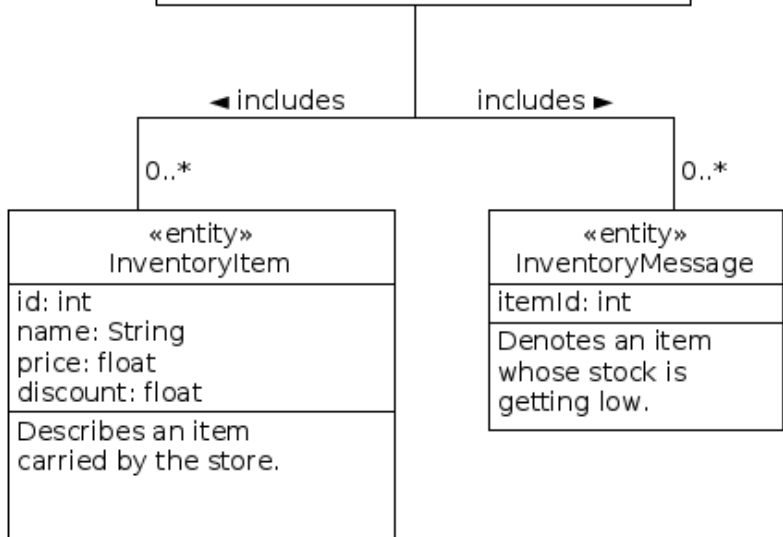 ◄ includes
includes ►
0..*
0..*
«entity»
InventoryItem
id: int
name: String
price: float
discount: float
Describes an item
carried by the store.
«entity»
InventoryMessage
itemId: int
Denotes an item
whose stock is
getting low.